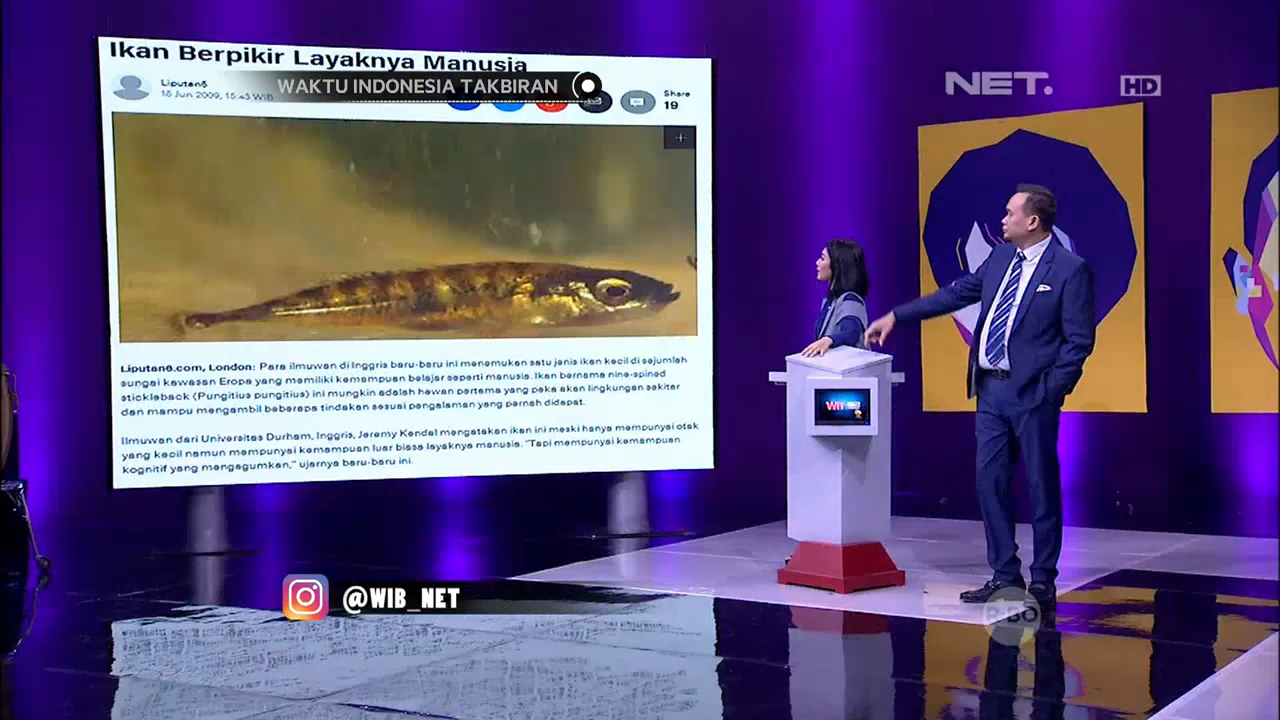 Ikan Berpikir Layaknya Manusia
WAKTU INDONESIA TAKBIRAN
NET.
HD
Liputan6
18 Jun 2009, 15:43 WIB
Share
19
Liputan6.com, London: Para ilmuwan di Inggris baru-baru ini menemukan satu jenis ikan kecil di sejumlah
sungai kawasan Eropa yang memiliki kemampuan belajar seperti manusia. Ikan bernama nine-spined
stickleback (Pungitius pungitius) ini mungkin adalah hewan pertama yang peka akan lingkungan sekitar
dan mampu mengambil beberapa tindakan sesuai pengalaman yang pernah didapat.
Ilmuwan dari Universitas Durham, Inggris, Jeremy Kendal mengatakan ikan ini meski hanya mempunyai otak
yang kecil namun mempunyai kemampuan luar biasa layaknya manusia. "Tapi mempunyai kemampuan
kognitif yang mengagumkan," ujarnya baru-baru ini.
@WIB_NET
R-BO